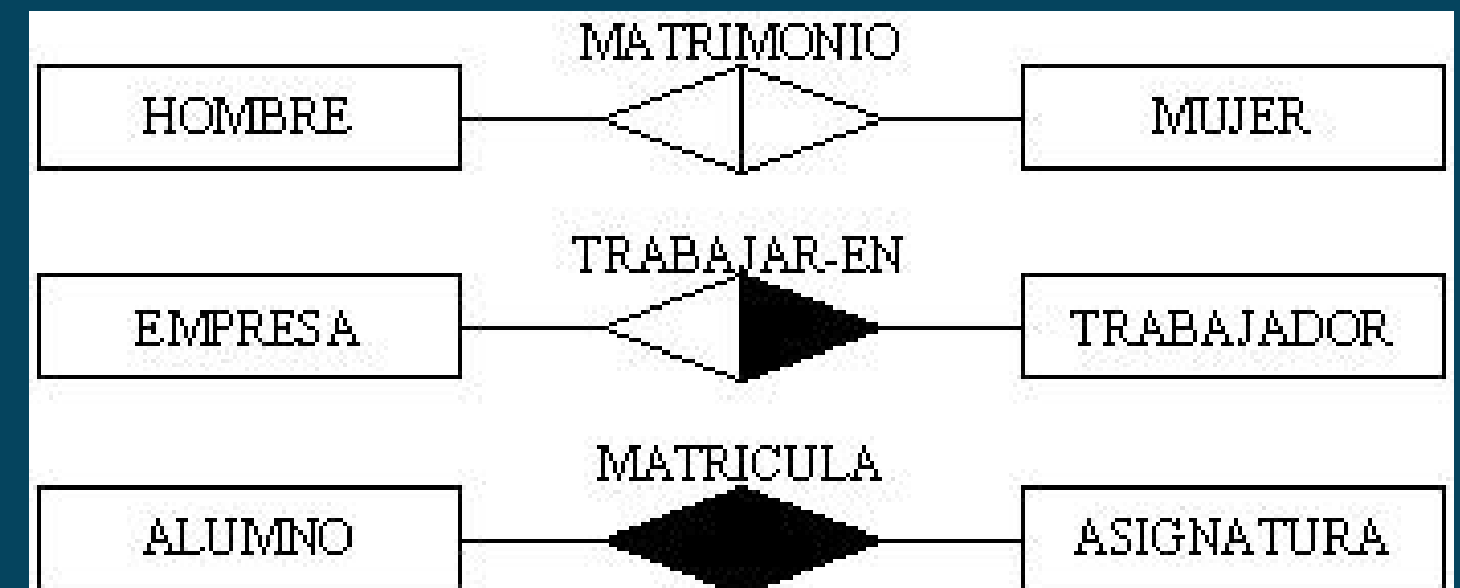 MATRIMONIO
HOMBRE MUJER
TRABAJAR-EN
EMPRESA TRABAJADOR
MATRICULA
ALUMNO ASIGNATURA